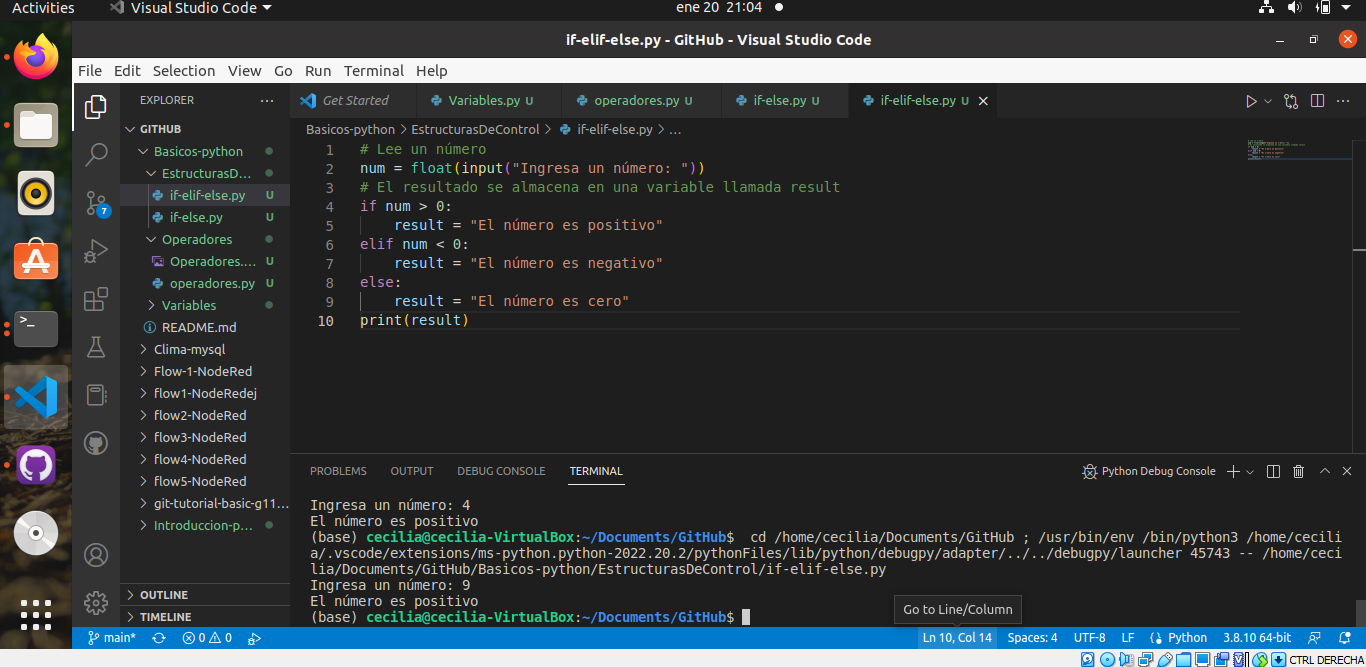 Activities Visual Studio Code ene 20 21:04
if-elif-else.py - GitHub - Visual Studio Code
File Edit Selection View Go Run Terminal Help
EXPLORER
GITHUB
Basicos-python
EstructurasD...
if-elif-else.py U
if-else.py U
Operadores
Operadores.... U
operadores.py U
Variables
README.md
Clima-mysql
Flow-1-NodeRed
flow1-NodeRedej
flow2-NodeRed
flow3-NodeRed
flow4-NodeRed
flow5-NodeRed
git-tutorial-basic-g11...
Introduccion-p...
OUTLINE
TIMELINE
7
Get Started Variables.py U operadores.py U if-else.py U if-elif-else.py U
Basicos-python > EstructurasDeControl > if-elif-else.py > ...
1 # Lee un número
2 num = float(input("Ingresa un número: "))
3 # El resultado se almacena en una variable llamada result
4 if num > 0:
5 result = "El número es positivo"
6 elif num < 0:
7 result = "El número es negativo"
8 else:
9 result = "El número es cero"
10 print(result)
PROBLEMS OUTPUT DEBUG CONSOLE TERMINAL Python Debug Console
Ingresa un número: 4
El número es positivo
(base) cecilia@cecilia-VirtualBox:~/Documents/GitHub$ cd /home/cecilia/Documents/GitHub ; /usr/bin/env /bin/python3 /home/cecili
a/.vscode/extensions/ms-python.python-2022.20.2/pythonFiles/lib/python/debugpy/adapter/../../debugpy/launcher 45743 -- /home/cec
ilia/Documents/GitHub/Basicos-python/EstructurasDeControl/if-elif-else.py
Ingresa un número: 9
El número es positivo
(base) cecilia@cecilia-VirtualBox:~/Documents/GitHub$
Go to Line/Column
main* 0 0 Ln 10, Col 14 Spaces: 4 UTF-8 LF Python 3.8.10 64-bit
CTRL DERECHA